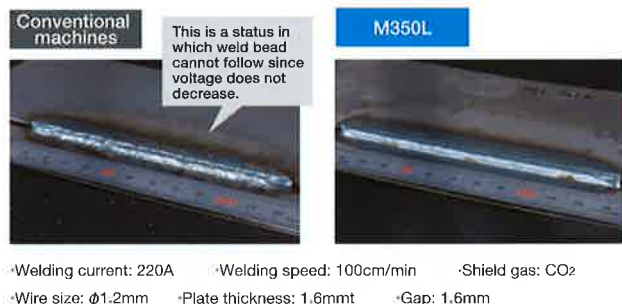 Conventional
machines
This is a status in
which weld bead
cannot follow since
voltage does not
decrease.
M350L
·Welding current: 220A ·Welding speed: 100cm/min ·Shield gas: CO2
·Wire size: Φ1.2mm ·Plate thickness: 1.6mmt ·Gap: 1.6mm